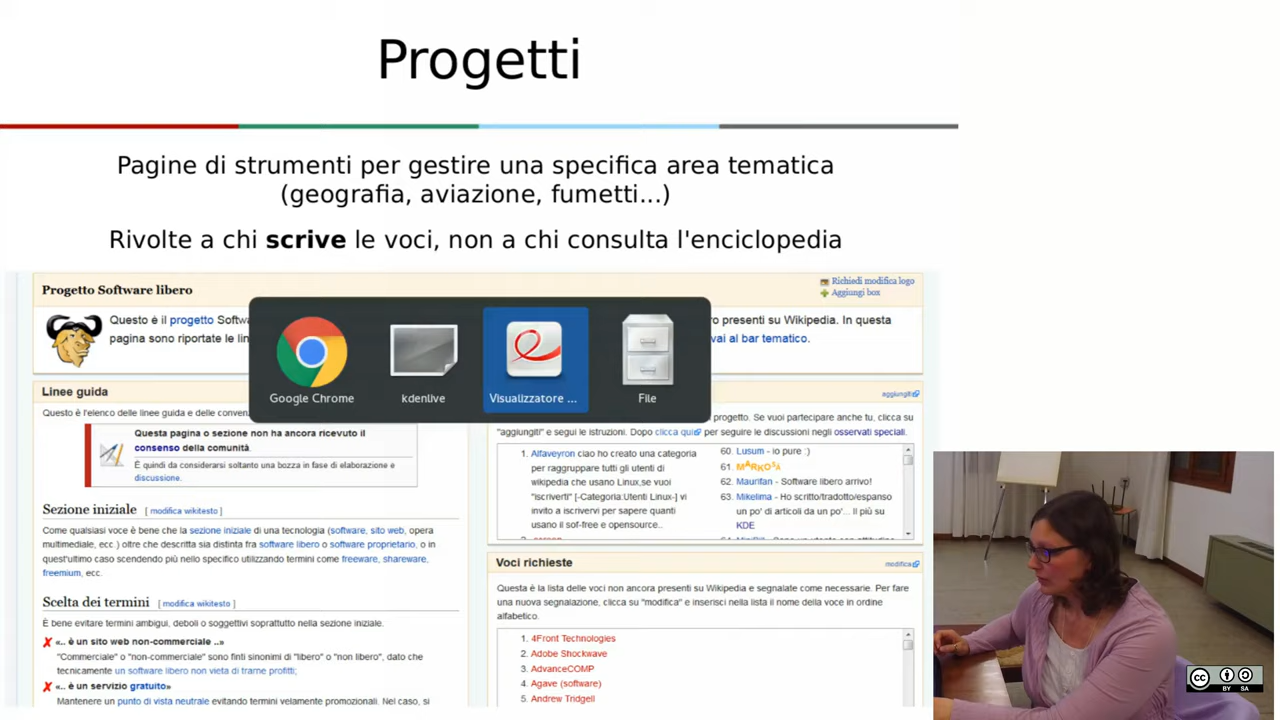 Progetti
Pagine di strumenti per gestire una specifica area tematica
(geografia, aviazione, fumetti...)
Rivolte a chi scrive le voci, non a chi consulta l'enciclopedia
Progetto Software libero
Richiedi modifica logo
Aggiungi box
Questo è il progetto Softwa
o presenti su Wikipedia. In questa
pagina sono riportate le lin
vai al bar tematico.
Google Chrome
kdenlive
Visualizzatore ...
File
Linee guida
Questo è l'elenco delle linee guida e delle conven
Questa pagina o sezione non ha ancora ricevuto il
consenso della comunità.
È quindi da considerarsi soltanto una bozza in fase di elaborazione e
discussione.
Sezione iniziale [ modifica wikitesto ]
Come qualsiasi voce è bene che la sezione iniziale di una tecnologia (software, sito web, opera
multimediale, ecc.) oltre che descritta sia distinta fra software libero o software proprietario, o in
quest'ultimo caso scendendo più nello specifico utilizzando termini come freeware, shareware,
freemium, ecc.
Scelta dei termini [ modifica wikitesto ]
È bene evitare termini ambigui, deboli o soggettivi soprattutto nella sezione iniziale.
«.. è un sito web non-commerciale ..»
"Commerciale" o "non-commerciale" sono finti sinonimi di "libero" o "non libero", dato che
tecnicamente un software libero non vieta di trarne profitti;
«.. è un servizio gratuito»
Mantenere un punto di vista neutrale evitando termini velamente promozionali. Nel caso, si
aggiungiti
progetto. Se vuoi partecipare anche tu, clicca su
"aggiungiti" e segui le istruzioni. Dopo clicca qui per seguire le discussioni negli osservati speciali.
1. Alfaveyron ciao ho creato una categoria
per raggruppare tutti gli utenti di
wikipedia che usano Linux,se vuoi
"iscriverti" [-Categoria:Utenti Linux-] vi
invito a iscrivervi per sapere quanti
usano il sof-free e opensource..
60. Lusum - io pure :)
61. MARKOSA
62. Maurifan - Software libero arrivo!
63. Mikelima - Ho scritto/tradotto/espanso
un po' di articoli da un po'... Il più su
KDE
Voci richieste
modifica
Questa è la lista delle voci non ancora presenti su Wikipedia e segnalate come necessarie. Per fare
una nuova segnalazione, clicca su "modifica" e inserisci nella lista il nome della voce in ordine
alfabetico.
1. 4Front Technologies
2. Adobe Shockwave
3. AdvanceCOMP
4. Agave (software)
5. Andrew Tridgell
cc
BY SA